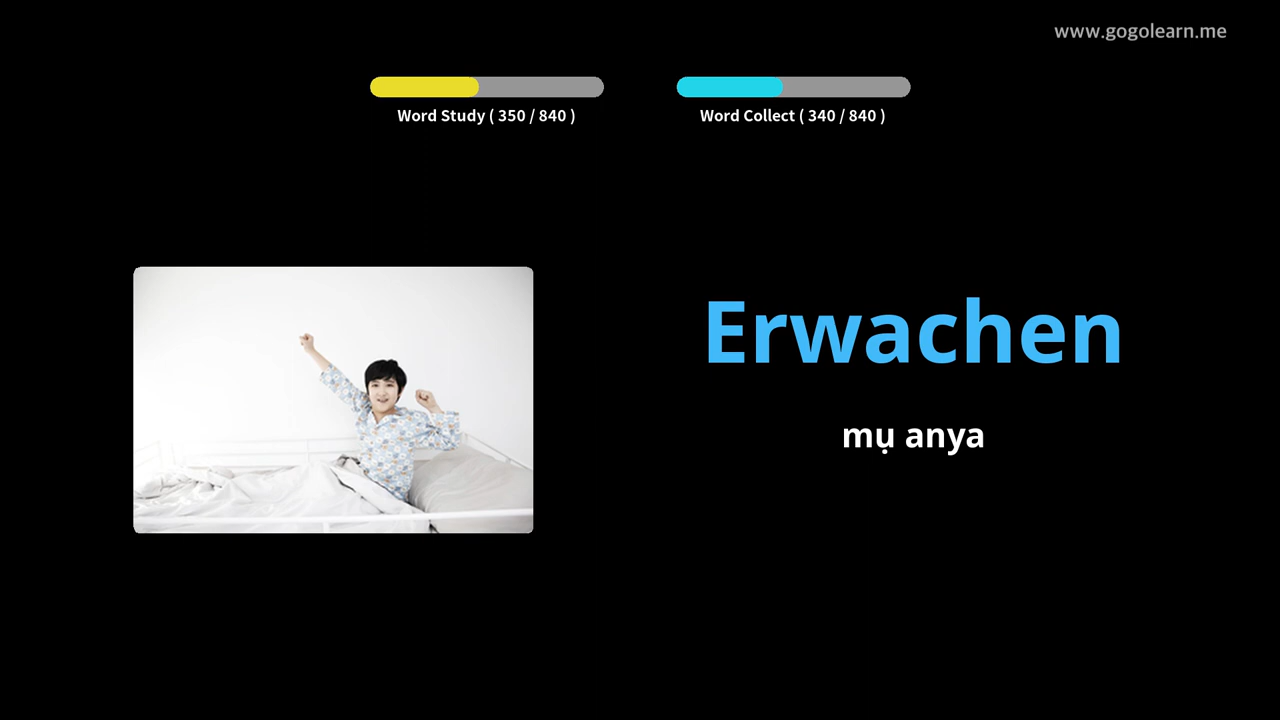 www.gogolearn.me
Word Study ( 350 / 840 )
Word Collect ( 340 / 840 )
Erwachen
mụ anya